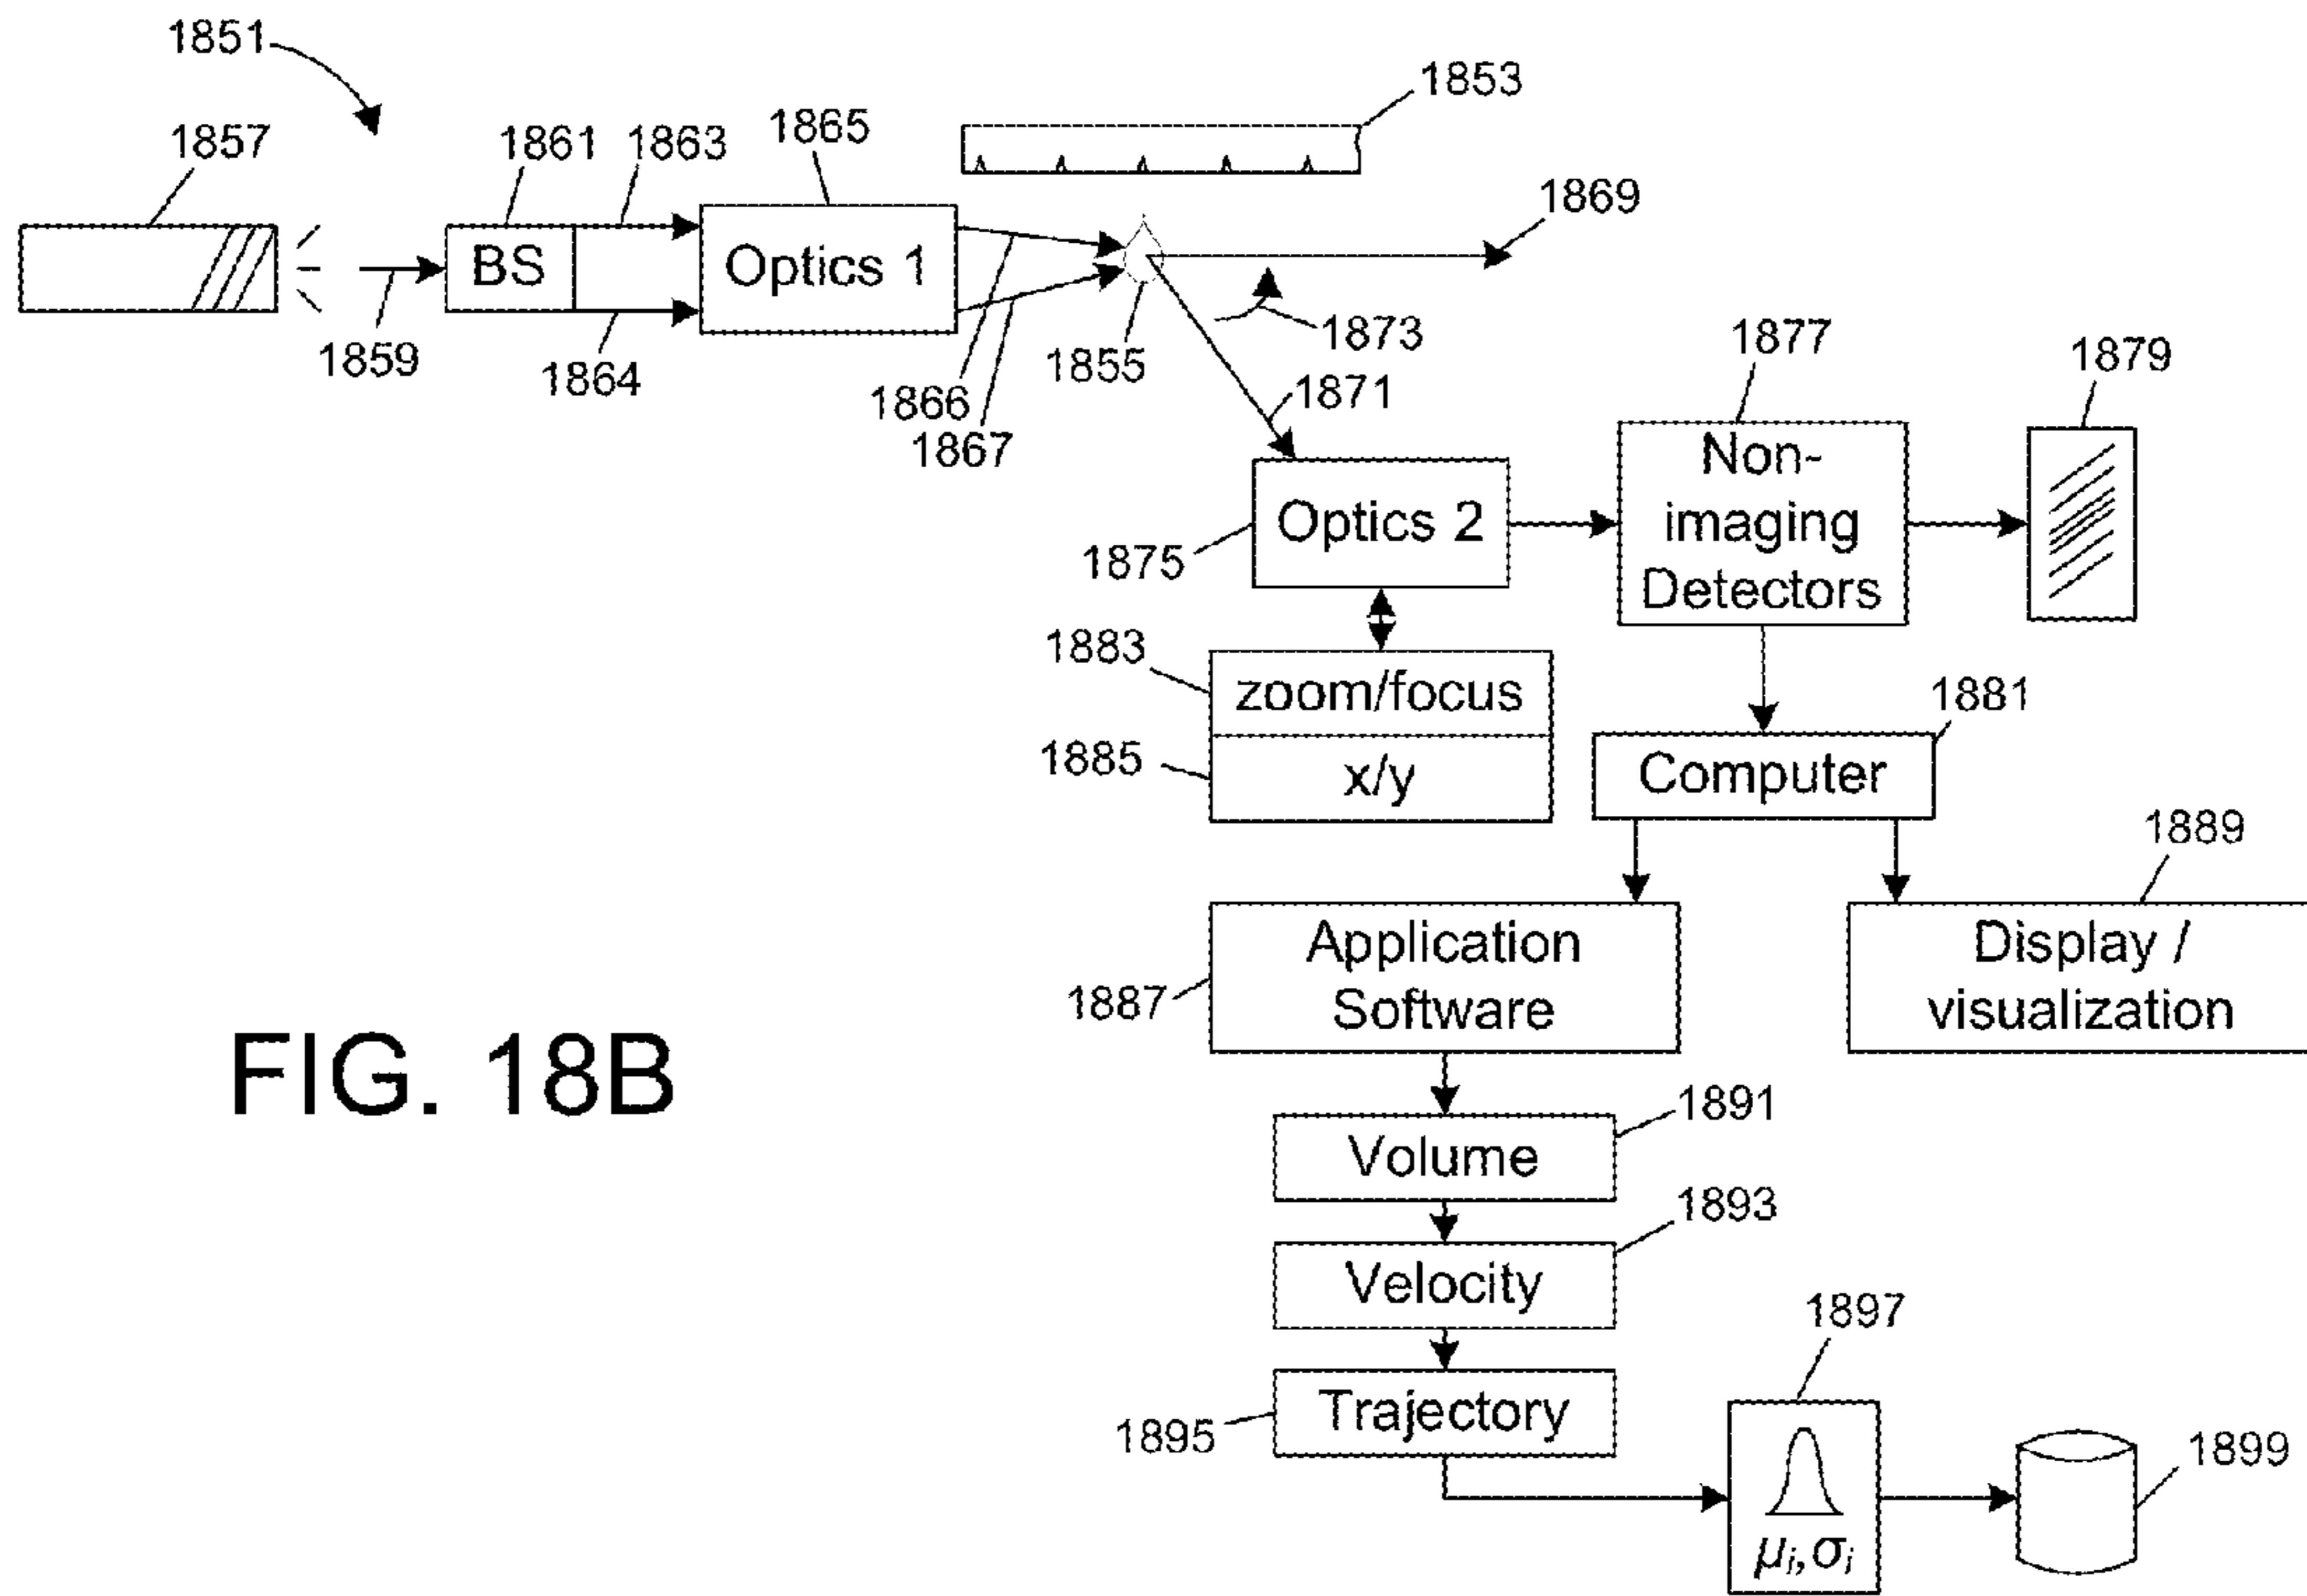 1851
1853
1857
1861
1863
1865
1869
BS
Optics 1
1859
1864
1866
1867
1855
1873
1871
1877
1879
Non-
imaging
Detectors
Optics 2
1875
1883
zoom/focus
1885
x/y
1881
Computer
1889
Application
Software
1887
Display /
visualization
FIG. 18B
1891
Volume
1893
Velocity
1897
Trajectory
1895
1899
μi,σi